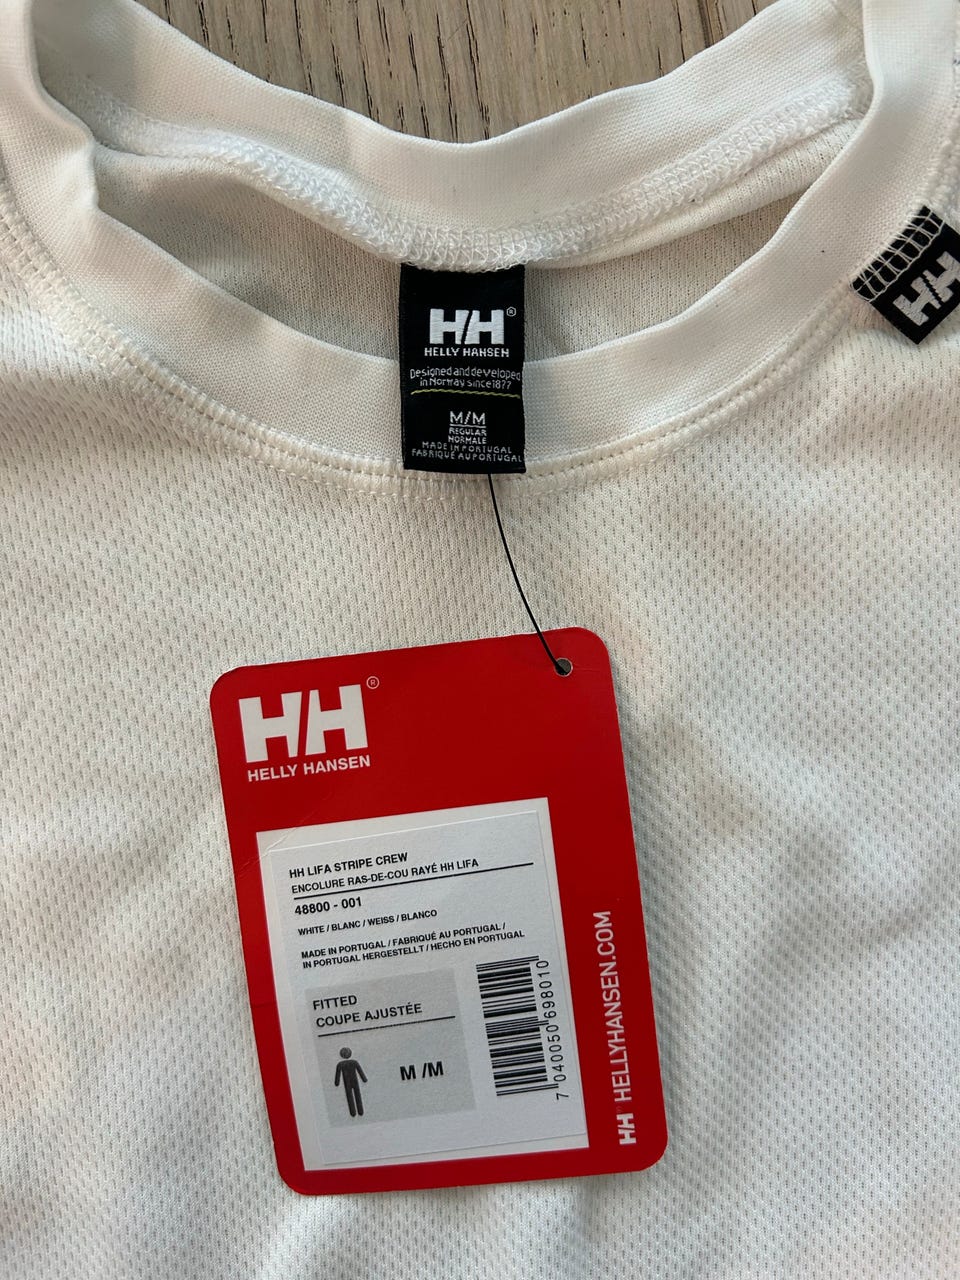 HH®
HELLY HANSEN
Designed and developed
in Norway since 1877
M/M
REGULAR
NORMALE
MADE IN PORTUGAL
FABRIQUE AU PORTUGAL
HH
HH®
HELLY HANSEN
HH LIFA STRIPE CREW
ENCOLURE RAS-DE-COU RAYÉ HH LIFA
48800 - 001
WHITE / BLANC / WEISS / BLANCO
MADE IN PORTUGAL / FABRIQUÉ AU PORTUGAL /
IN PORTUGAL HERGESTELLT / HECHO EN PORTUGAL
FITTED
COUPE AJUSTÉE
M /M
7 040050 698010
HH HELLYHANSEN.COM